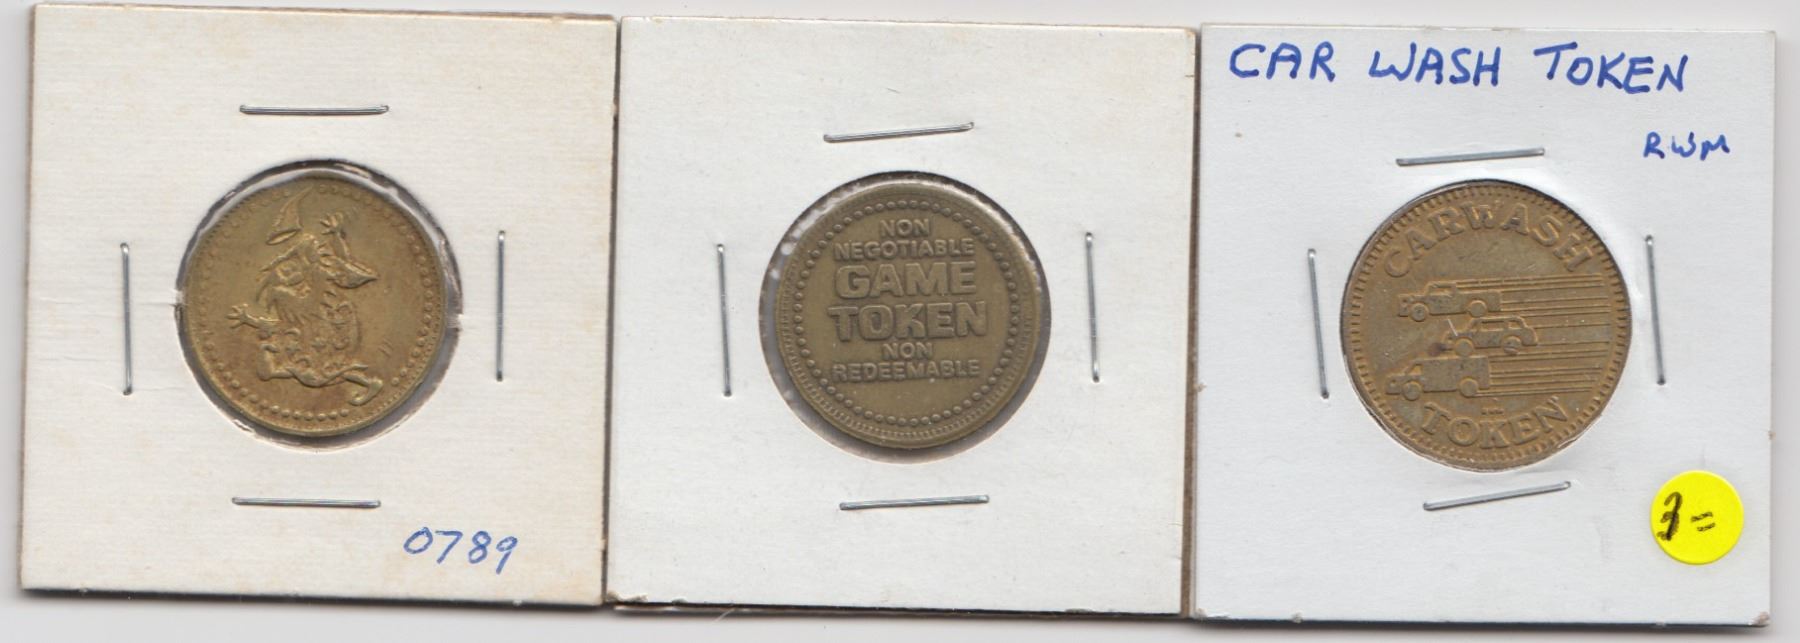 0789
NON
NEGOTIABLE
GAME
TOKEN
NON
REDEEMABLE
CAR WASH TOKEN
RWM
CARWASH
TOKEN
3=